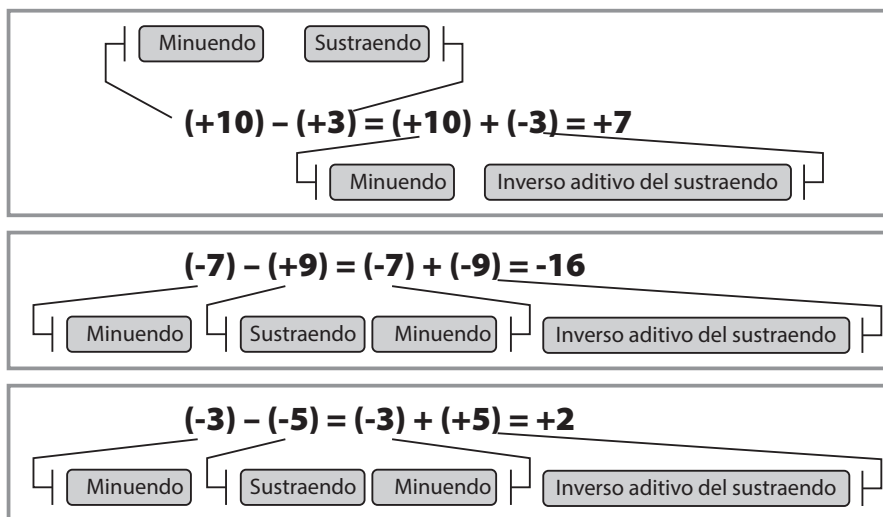 Minuendo Sustraendo
(+10) – (+3) = (+10) + (-3) = +7
Minuendo Inverso aditivo del sustraendo
(-7) – (+9) = (-7) + (-9) = -16
Minuendo Sustraendo Minuendo Inverso aditivo del sustraendo
(-3) – (-5) = (-3) + (+5) = +2
Minuendo Sustraendo Minuendo Inverso aditivo del sustraendo